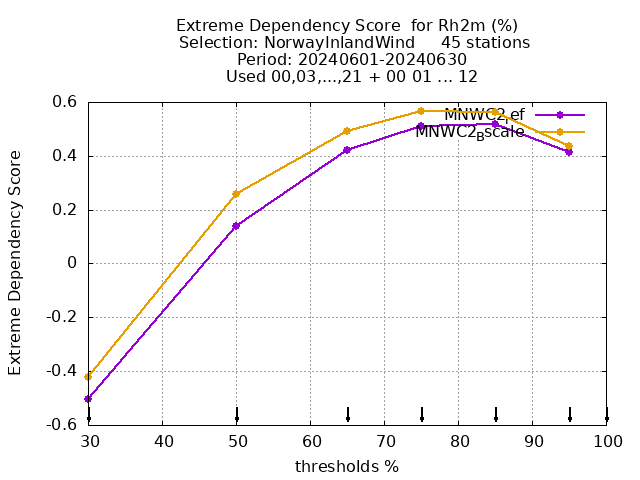 Extreme Dependency Score  for Rh2m (%)
Selection: NorwayInlandWind     45 stations
Period: 20240601-20240630
Used 00,03,...,21 + 00 01 ... 12
Extreme Dependency Score
0.6
0.4
0.2
0
-0.2
-0.4
-0.6
30 40 50 60 70 80 90 100
thresholds %
MNWC2_ref
MNWC2_Bscale